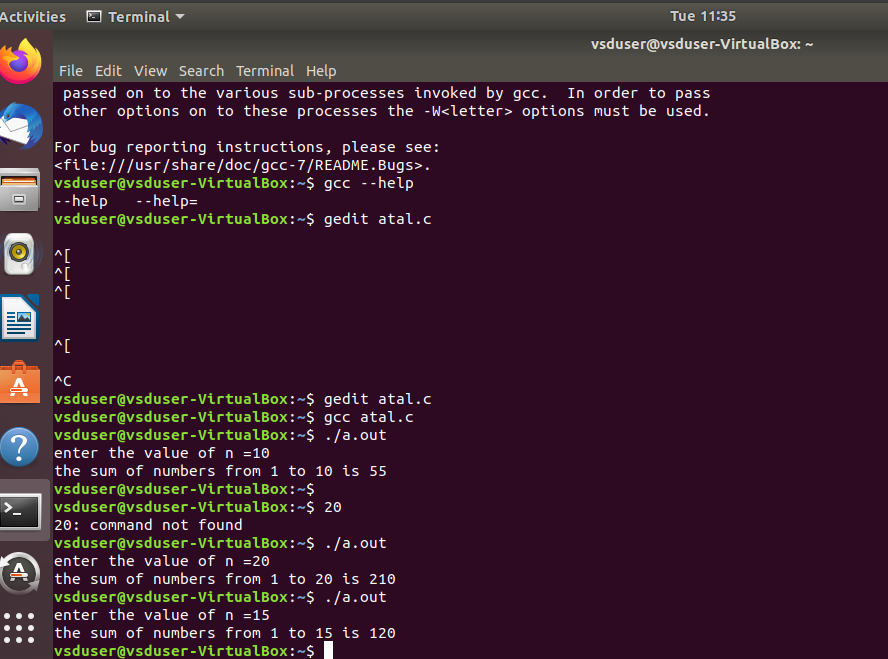 Activities
Terminal
Tue 11:35
vsduser@vsduser-VirtualBox: ~
File Edit View Search Terminal Help
passed on to the various sub-processes invoked by gcc.  In order to pass
other options on to these processes the -W<letter> options must be used.
For bug reporting instructions, please see:
<file:///usr/share/doc/gcc-7/README.Bugs>.
vsduser@vsduser-VirtualBox:~$ gcc --help
--help   --help=
vsduser@vsduser-VirtualBox:~$ gedit atal.c
^[
^[
^[
^[
^C
vsduser@vsduser-VirtualBox:~$ gedit atal.c
vsduser@vsduser-VirtualBox:~$ gcc atal.c
vsduser@vsduser-VirtualBox:~$ ./a.out
enter the value of n =10
the sum of numbers from 1 to 10 is 55
vsduser@vsduser-VirtualBox:~$
vsduser@vsduser-VirtualBox:~$ 20
20: command not found
vsduser@vsduser-VirtualBox:~$ ./a.out
enter the value of n =20
the sum of numbers from 1 to 20 is 210
vsduser@vsduser-VirtualBox:~$ ./a.out
enter the value of n =15
the sum of numbers from 1 to 15 is 120
vsduser@vsduser-VirtualBox:~$